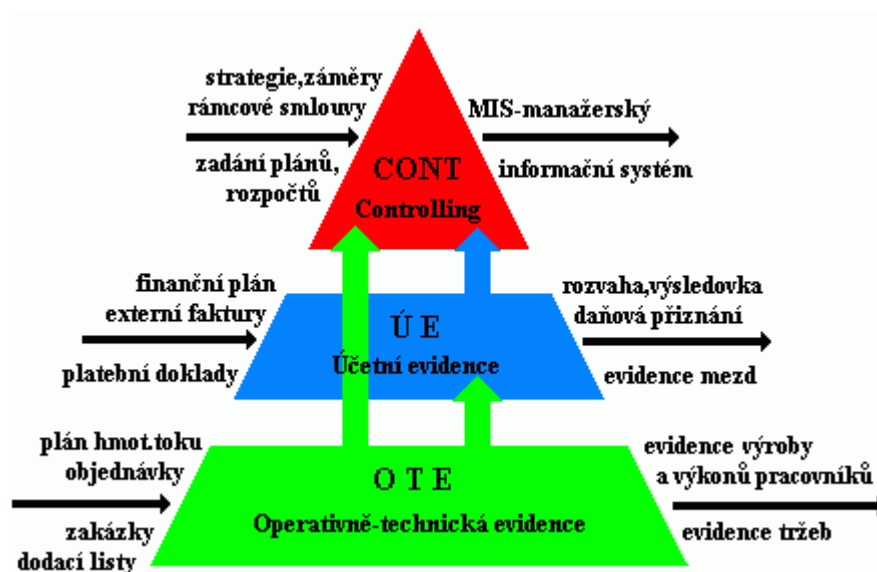 strategie,záměry
rámcové smlouvy
zadání plánů,
rozpočtů
MIS-manažerský
informační systém
CONT
Controlling
finanční plán
externí faktury
platební doklady
rozvaha,výsledovka
daňová přiznání
evidence mezd
Ú E
Účetní evidence
plán hmot.toku
objednávky
zakázky
dodací listy
evidence výroby
a výkonů pracovníků
evidence tržeb
O T E
Operativně-technická evidence